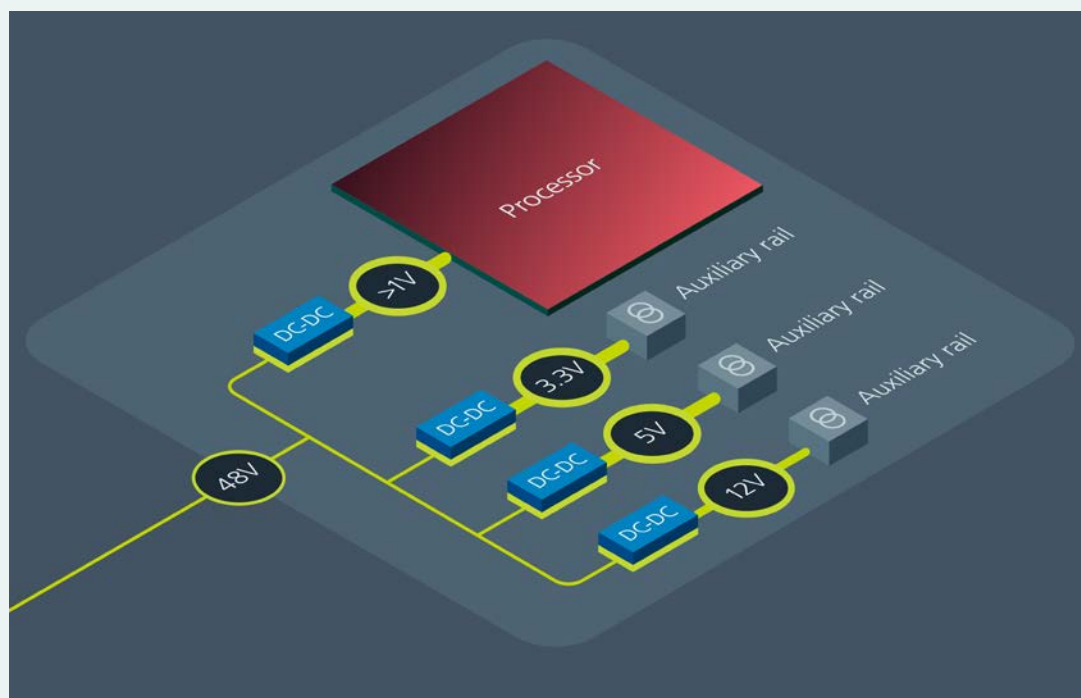 Processor
>1V
DC-DC
Auxiliary rail
3.3V
DC-DC
Auxiliary rail
5V
DC-DC
Auxiliary rail
12V
DC-DC
48V